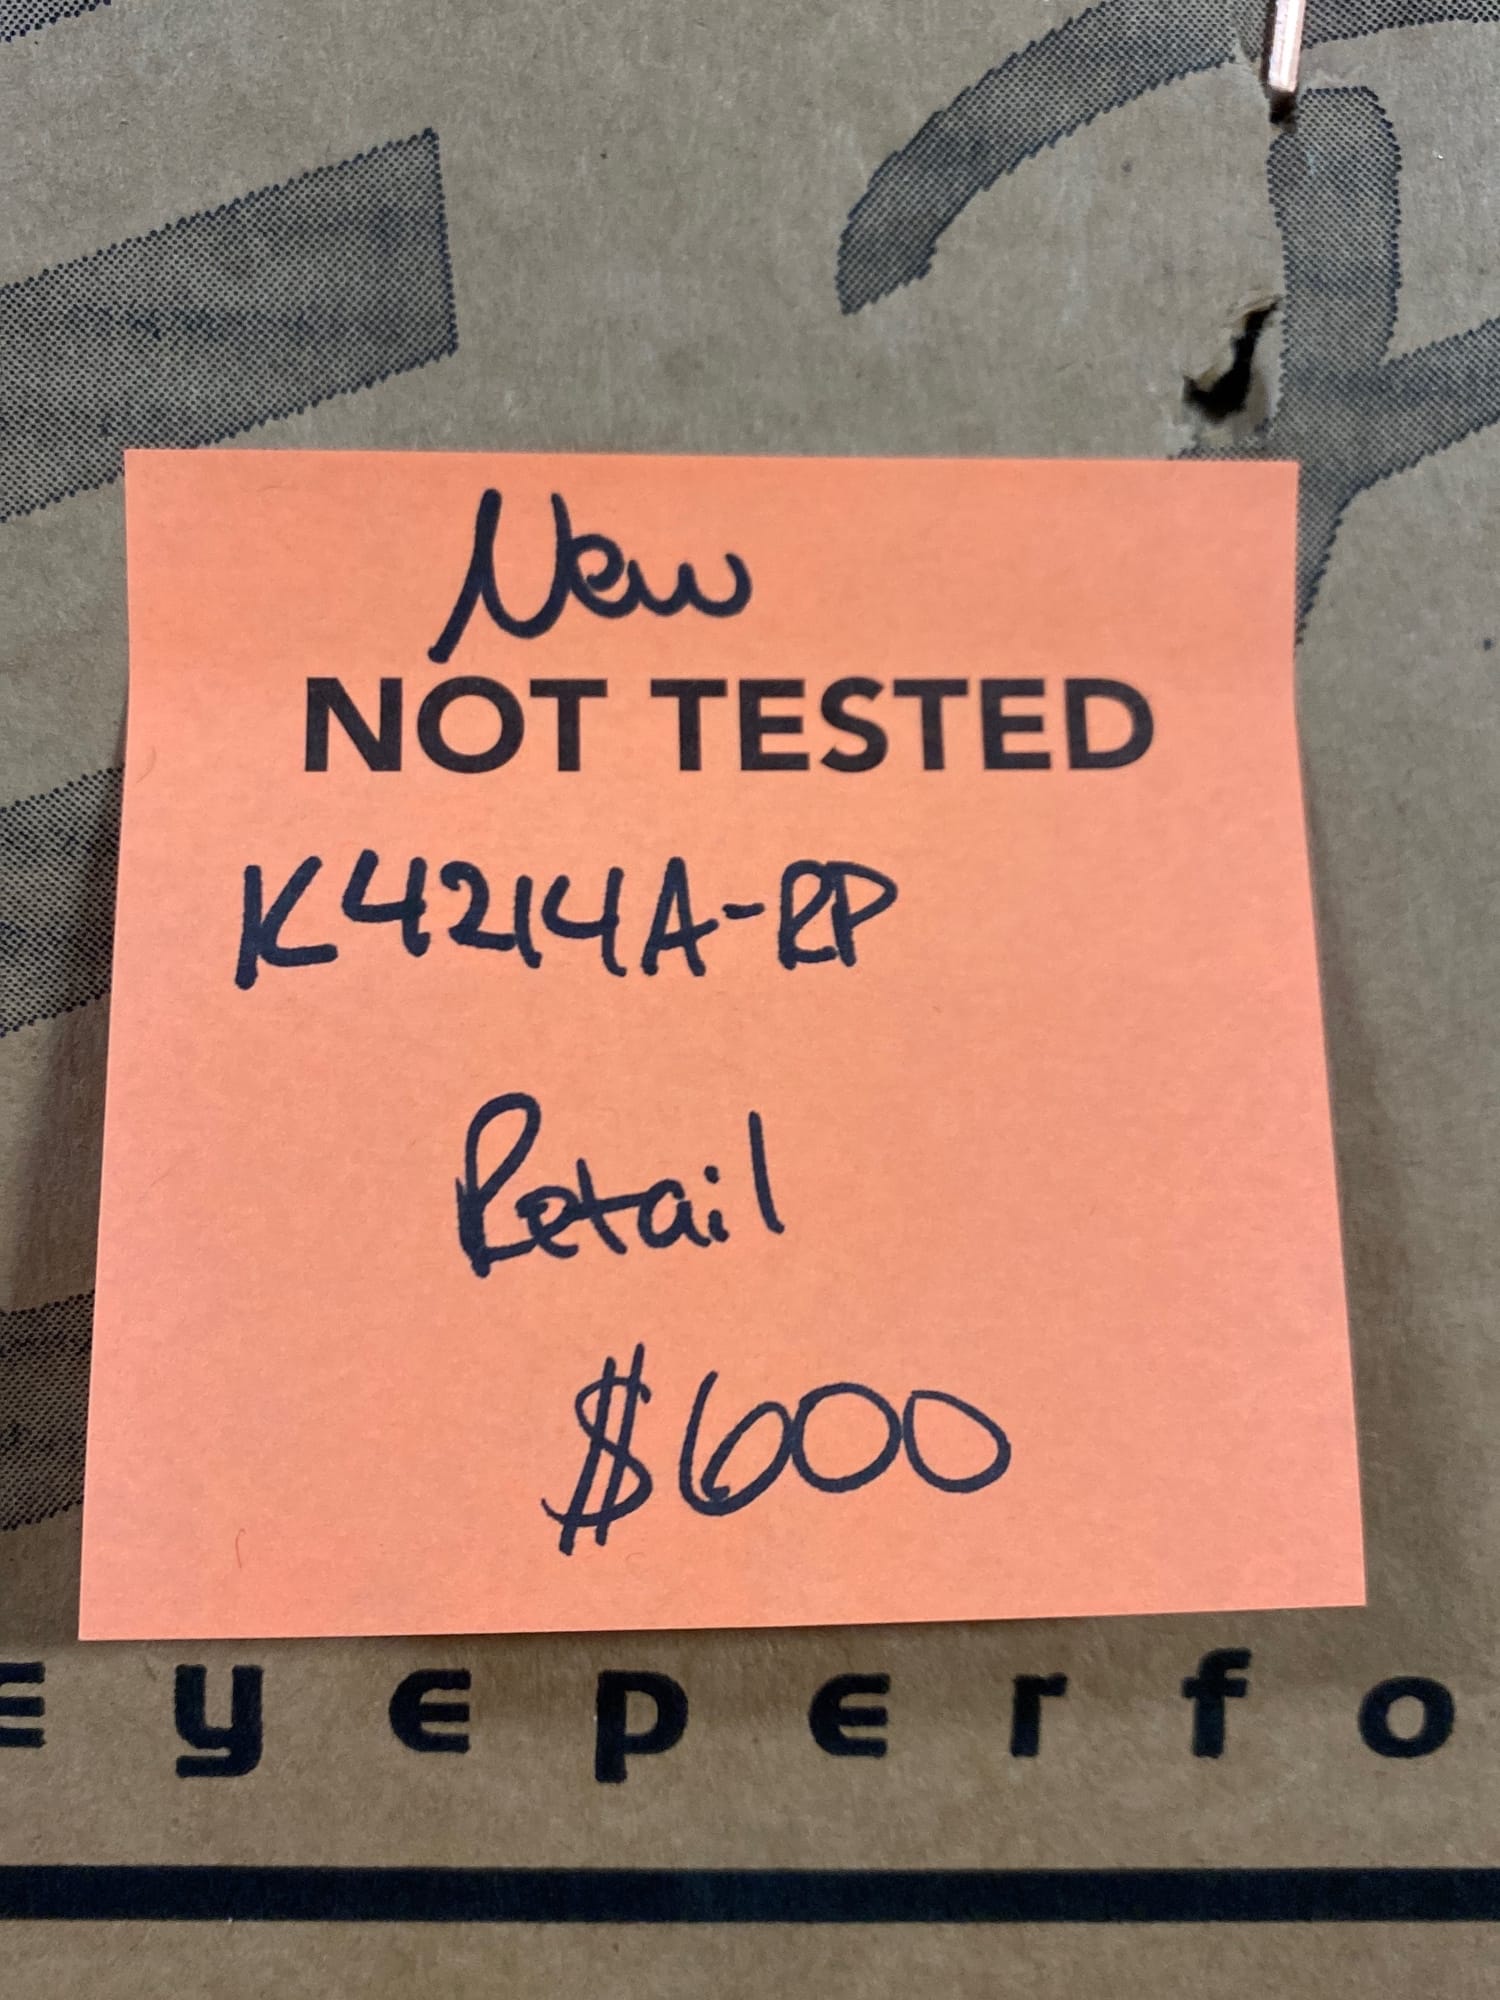 New
NOT TESTED
K4214A-RP
Retail
$600
eyeperfo